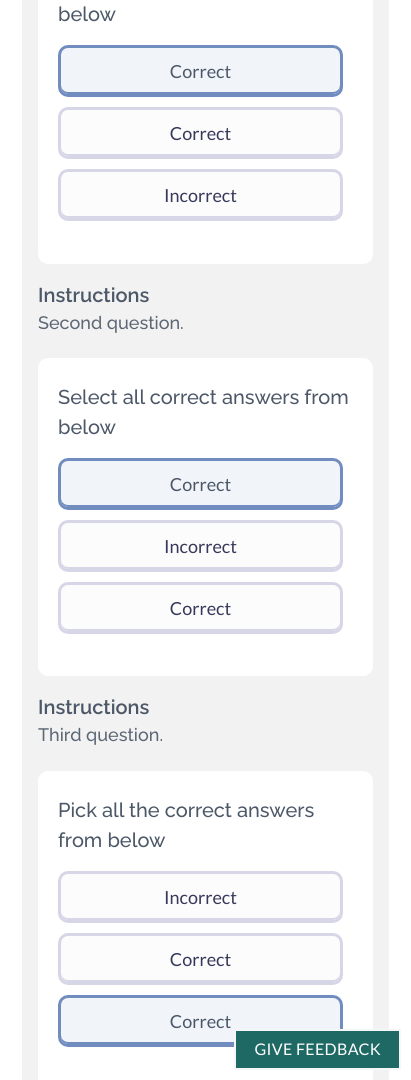 below
Correct
Correct
Incorrect
Instructions
Second question.
Select all correct answers from
below
Correct
Incorrect
Correct
Instructions
Third question.
Pick all the correct answers
from below
Incorrect
Correct
Correct
GIVE FEEDBACK